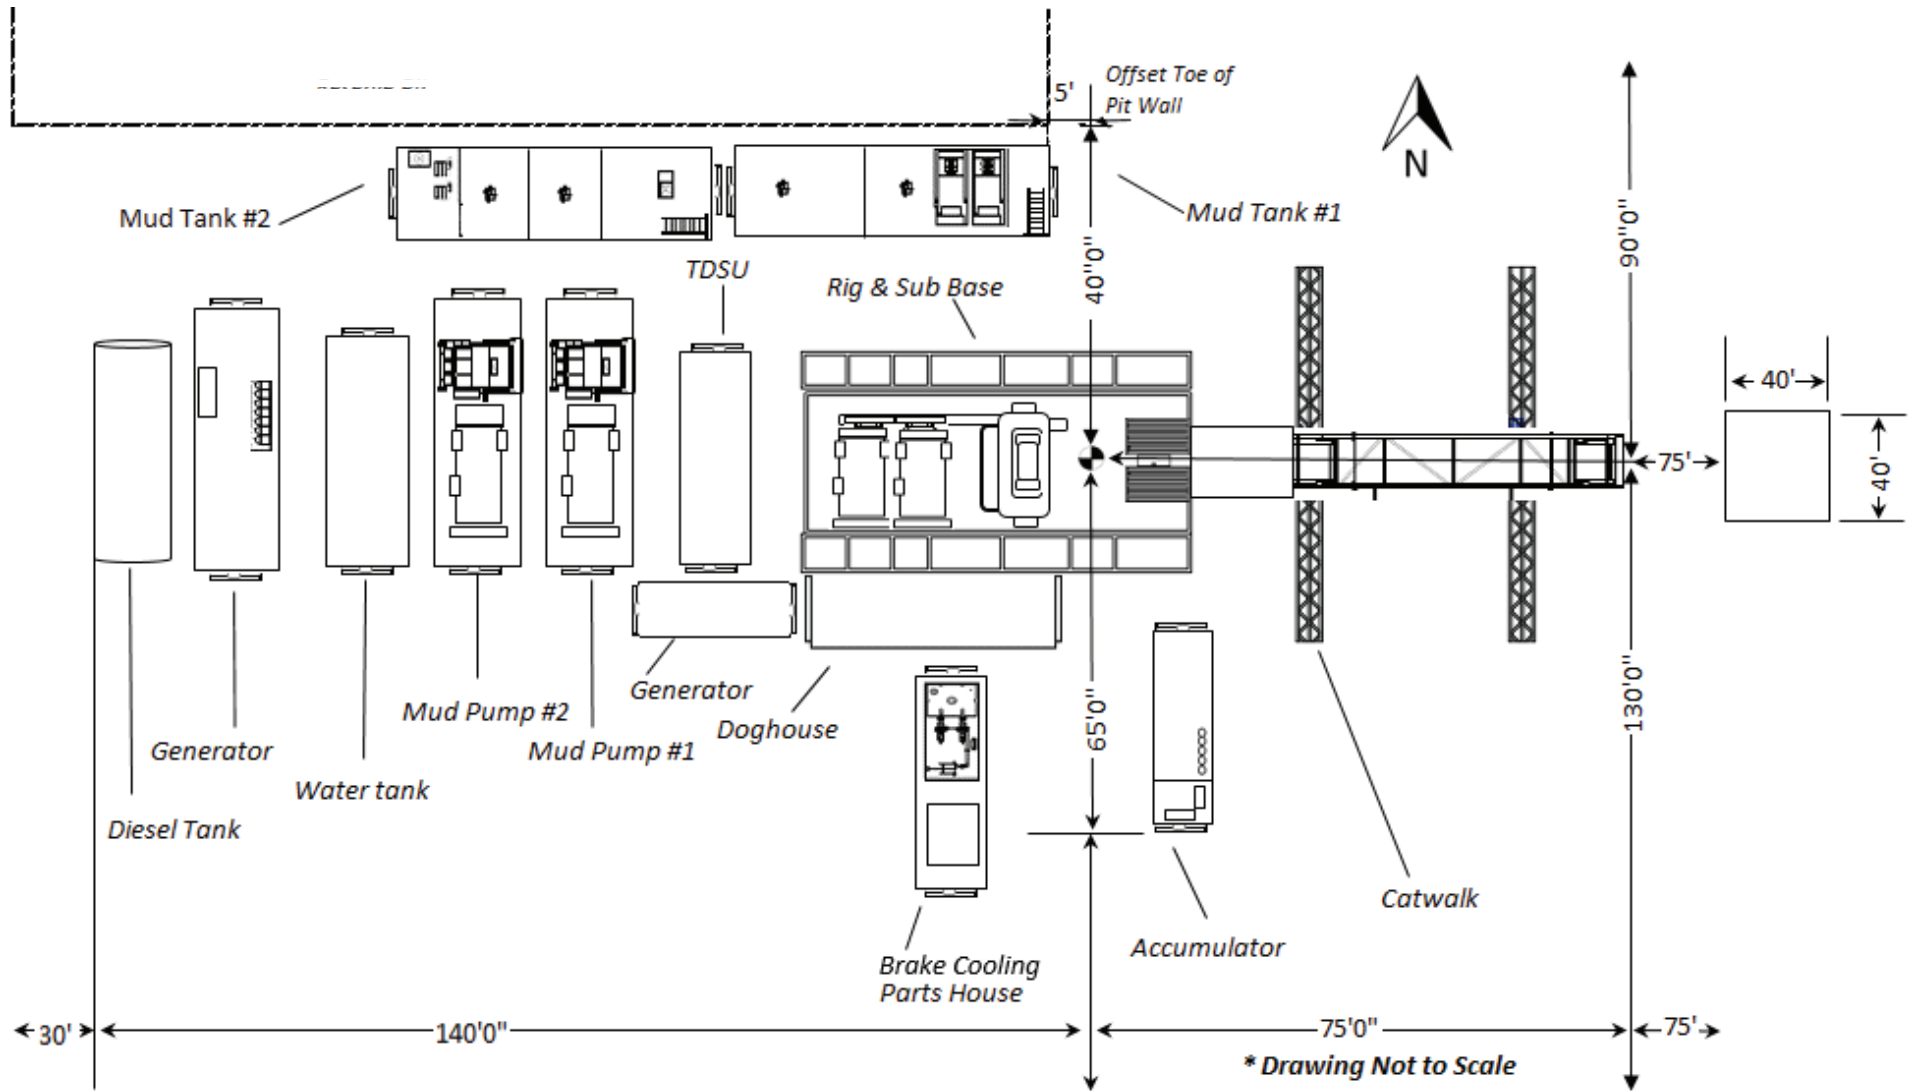 Offset Toe of
Pit Wall
5'
N
Mud Tank #2
Mud Tank #1
TDSU
Rig & Sub Base
40"0"
90"0"
40'
75'
40'
Generator
Mud Pump #2
Doghouse
Mud Pump #1
Generator
Water tank
Diesel Tank
65'0"
130'0"
Catwalk
Accumulator
Brake Cooling
Parts House
30'
140'0"
75'0"
75'
* Drawing Not to Scale